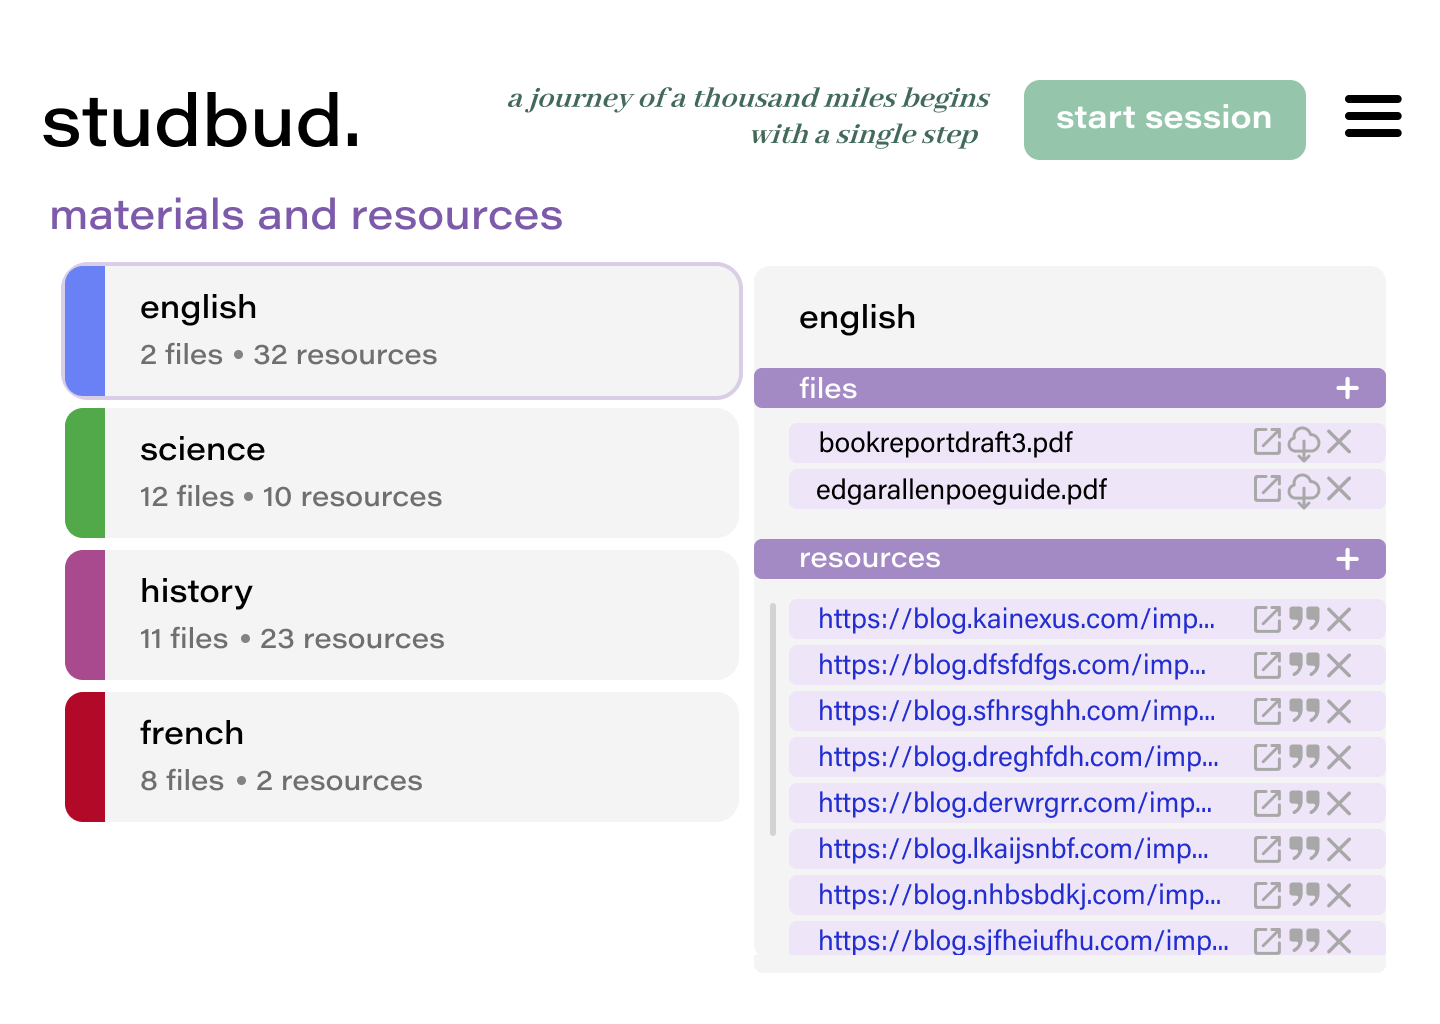 studbud.
a journey of a thousand miles begins
with a single step
start session
materials and resources
english
2 files • 32 resources
science
12 files • 10 resources
history
11 files • 23 resources
french
8 files • 2 resources
english
files
bookreportdraft3.pdf
edgarallenpoeguide.pdf
resources
https://blog.kainexus.com/imp...
https://blog.dfsfdfgs.com/imp...
https://blog.sfhrsghh.com/imp...
https://blog.dreghfdh.com/imp...
https://blog.derwrgrr.com/imp...
https://blog.lkaijsnbf.com/imp...
https://blog.nhbsbdkj.com/imp...
https://blog.sjfheiufhu.com/imp...